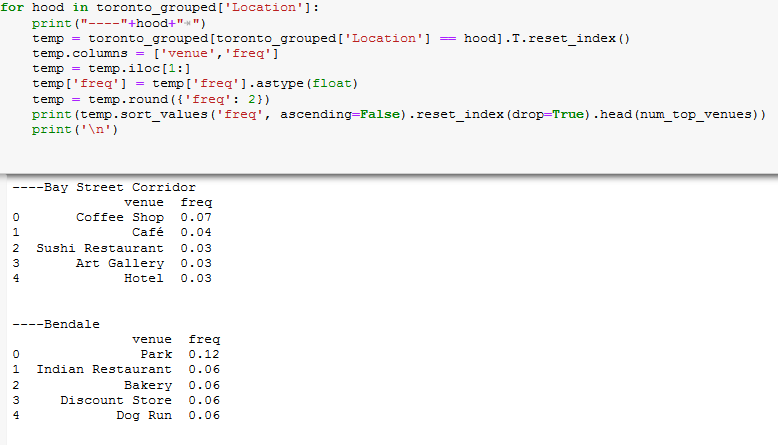 for hood in toronto_grouped['Location']:
    print("----"+hood+"*")
    temp = toronto_grouped[toronto_grouped['Location'] == hood].T.reset_index()
    temp.columns = ['venue','freq']
    temp = temp.iloc[1:]
    temp['freq'] = temp['freq'].astype(float)
    temp = temp.round({'freq': 2})
    print(temp.sort_values('freq', ascending=False).reset_index(drop=True).head(num_top_venues))
    print('\n')
----Bay Street Corridor
              venue  freq
0       Coffee Shop  0.07
1              Café  0.04
2  Sushi Restaurant  0.03
3       Art Gallery  0.03
4             Hotel  0.03
----Bendale
               venue  freq
0               Park  0.12
1  Indian Restaurant  0.06
2             Bakery  0.06
3     Discount Store  0.06
4            Dog Run  0.06